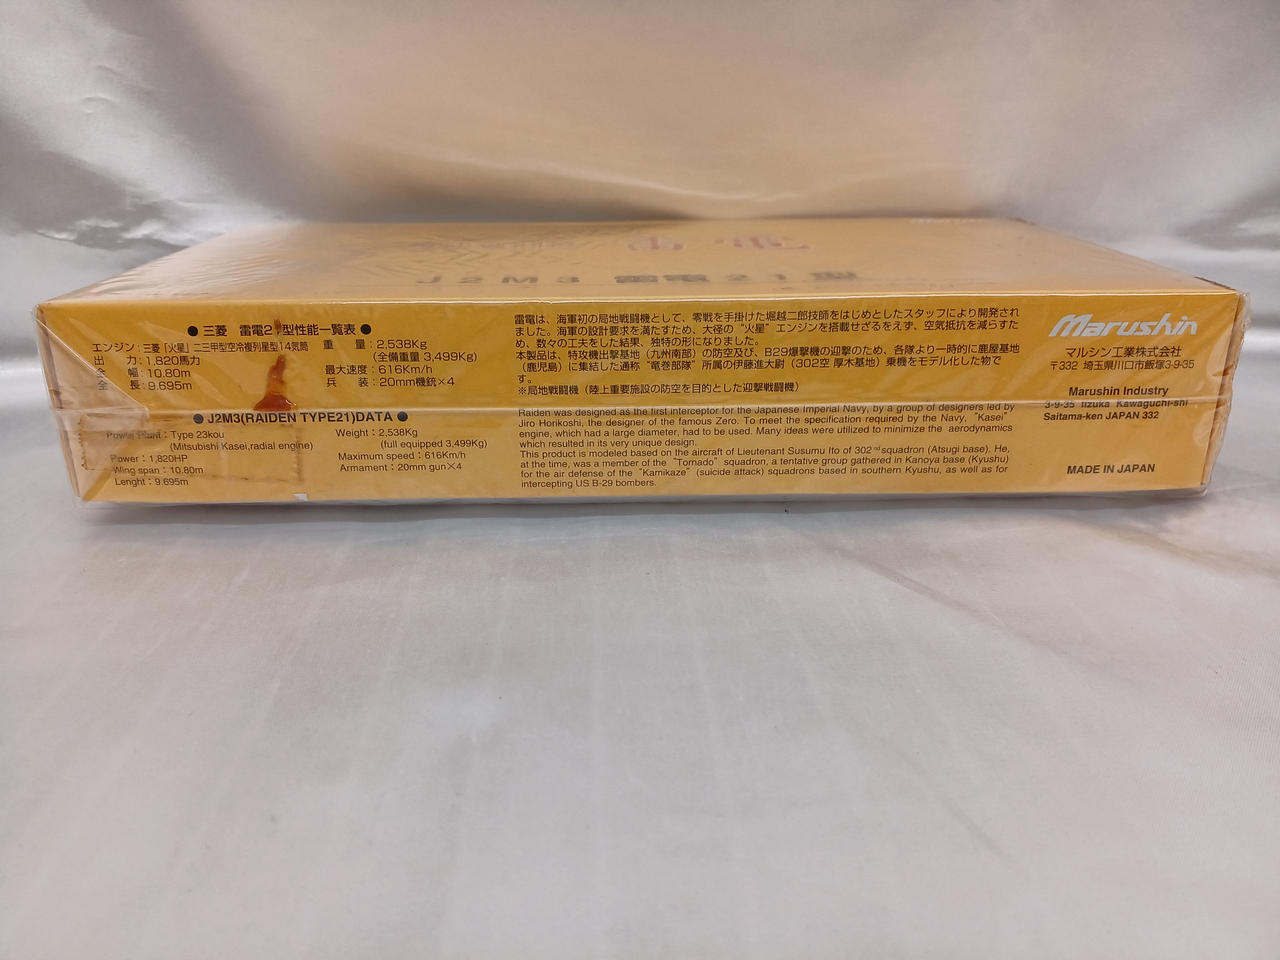 J2M3 雷電21型
● 三菱 雷電2 型性能一覧表 ●
エンジン：三菱「火星」二三甲型空冷複列星型14気筒
出 力：1,820馬力
全 幅：10.80m
全 長：9.695m
重 量：2,538Kg
(全備重量 3,499Kg)
最大速度：616Km/h
兵 装：20mm機銃×4
● J2M3(RAIDEN TYPE21)DATA ●
Power Plant : Type 23kou
(Mitsubishi Kasei,radial engine)
Power : 1,820HP
Wing span : 10.80m
Lenght : 9.695m
Weight : 2,538Kg
(full equipped 3,499Kg)
Maximum speed : 616Km/h
Armament : 20mm gun×4
雷電は、海軍初の局地戦闘機として、零戦を手掛けた堀越二郎技師をはじめとしたスタッフにより開発され
ました。海軍の設計要求を満たすため、大径の"火星"エンジンを搭載せざるをえず、空気抵抗を減らすた
め、数々の工夫をした結果、独特の形になりました。
本製品は、特攻機出撃基地（九州南部）の防空及び、B29爆撃機の迎撃のため、各隊より一時的に鹿屋基地
（鹿児島）に集結した通称"竜巻部隊"所属の伊藤進大尉（302空 厚木基地）乗機をモデル化した物で
す。
※局地戦闘機（陸上重要施設の防空を目的とした迎撃戦闘機）
Raiden was designed as the first interceptor for the Japanese Imperial Navy, by a group of designers led by
Jiro Horikoshi, the designer of the famous Zero. To meet the specification required by the Navy, "Kasei"
engine, which had a large diameter, had to be used. Many ideas were utilized to minimize the aerodynamics
which resulted in its very unique design.
This product is modeled based on the aircraft of Lieutenant Susumu Ito of 302nd squadron (Atsugi base). He,
at the time, was a member of the "Tornado" squadron, a tentative group gathered in Kanoya base (Kyushu)
for the air defense of the "Kamikaze" (suicide attack) squadrons based in southern Kyushu, as well as for
intercepting US B-29 bombers.
Marushin
マルシン工業株式会社
〒332 埼玉県川口市飯塚3-9-35
Marushin Industry
3-9-35 Iizuka Kawaguchi-shi
Saitama-ken JAPAN 332
MADE IN JAPAN